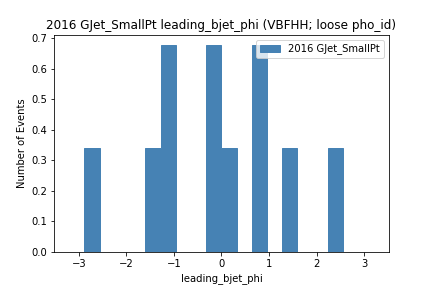 2016 GJet_SmallPt leading_bjet_phi (VBFHH; loose pho_id)
2016 GJet_SmallPt
Number of Events
0.7
0.6
0.5
0.4
0.3
0.2
0.1
0.0
−3 −2 −1 0 1 2 3
leading_bjet_phi